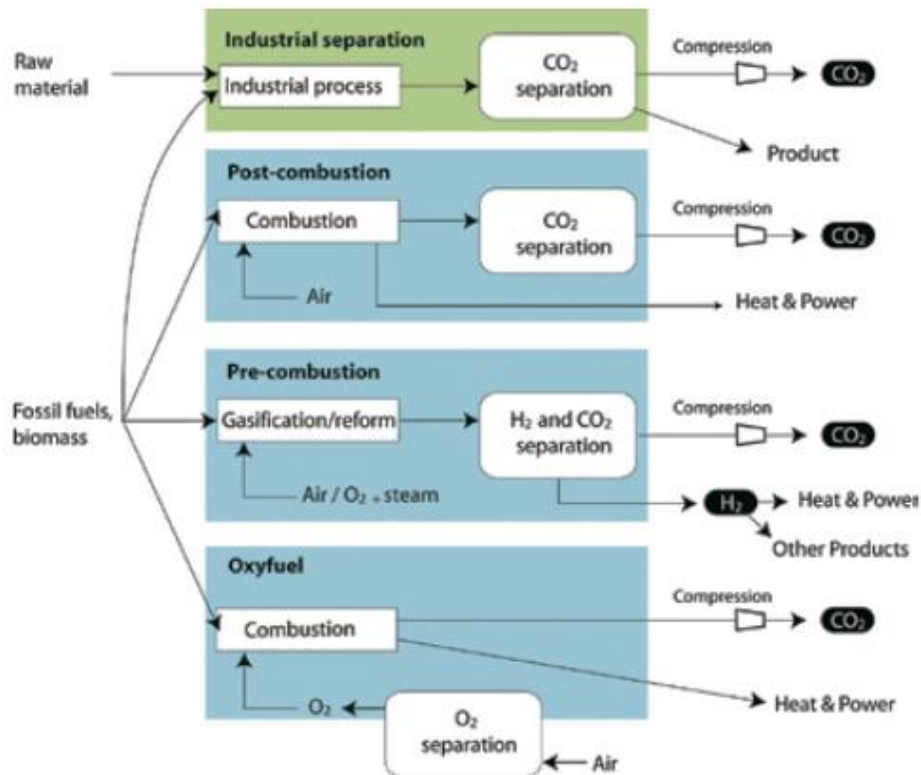 Industrial separation
Raw
material
Industrial process
CO₂
separation
Compression
CO₂
Product
Post-combustion
Combustion
CO₂
separation
Compression
CO₂
Air
Heat & Power
Pre-combustion
Fossil fuels,
biomass
Gasification/reform
H₂ and CO₂
separation
Compression
CO₂
Air / O₂ + steam
H₂
Heat & Power
Other Products
Oxyfuel
Combustion
Compression
CO₂
O₂
Heat & Power
O₂
separation
Air